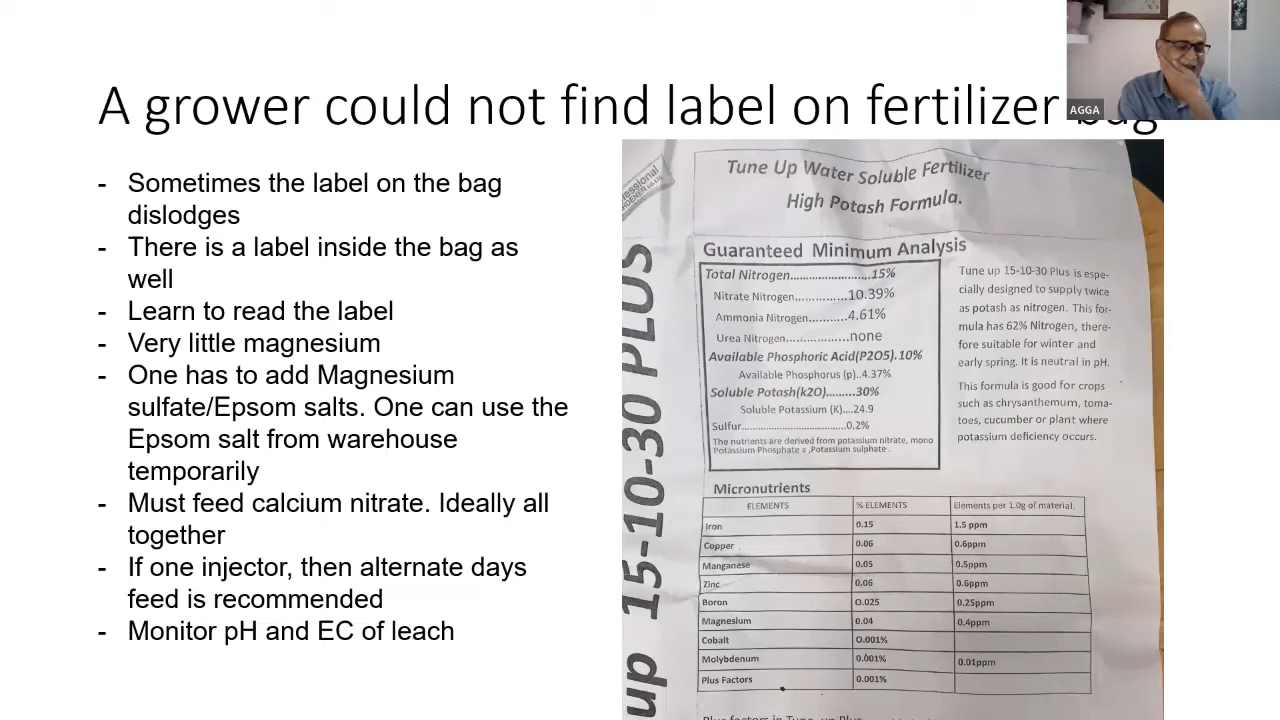 A grower could not find label on fertilizer bag
AGGA
- Sometimes the label on the bag
dislodges
- There is a label inside the bag as
well
- Learn to read the label
- Very little magnesium
- One has to add Magnesium
sulfate/Epsom salts. One can use the
Epsom salt from warehouse
temporarily
- Must feed calcium nitrate. Ideally all
together
- If one injector, then alternate days
feed is recommended
- Monitor pH and EC of leach
up 15-10-30 PLUS
Tune Up Water Soluble Fertilizer
High Potash Formula.
Guaranteed Minimum Analysis
Total Nitrogen........................15%
Nitrate Nitrogen..............10.39%
Ammonia Nitrogen..........4.61%
Urea Nitrogen..................none
Available Phosphoric Acid(P2O5).10%
Available Phosphorus (p)..4.37%
Soluble Potash(k2O).........30%
Soluble Potassium (K)....24.9
Sulfur......................................0.2%
The nutrients are derived from potassium nitrate, mono
Potassium Phosphate a ,Potassium sulphate .
Tune up 15-10-30 Plus is espe-
cially designed to supply twice
as potash as nitrogen. This for-
mula has 62% Nitrogen, there-
fore suitable for winter and
early spring. It is neutral in pH.
This formula is good for crops
such as chrysanthemum, toma-
toes, cucumber or plant where
potassium deficiency occurs.
Micronutrients
ELEMENTS % ELEMENTS Elements per 1.0g of material.
Iron 0.15 1.5 ppm
Copper 0.06 0.6ppm
Manganese 0.05 0.5ppm
Zinc 0.06 0.6ppm
Boron 0.025 0.25ppm
Magnesium 0.04 0.4ppm
Cobalt 0.001%
Molybdenum 0.001% 0.01ppm
Plus Factors 0.001%